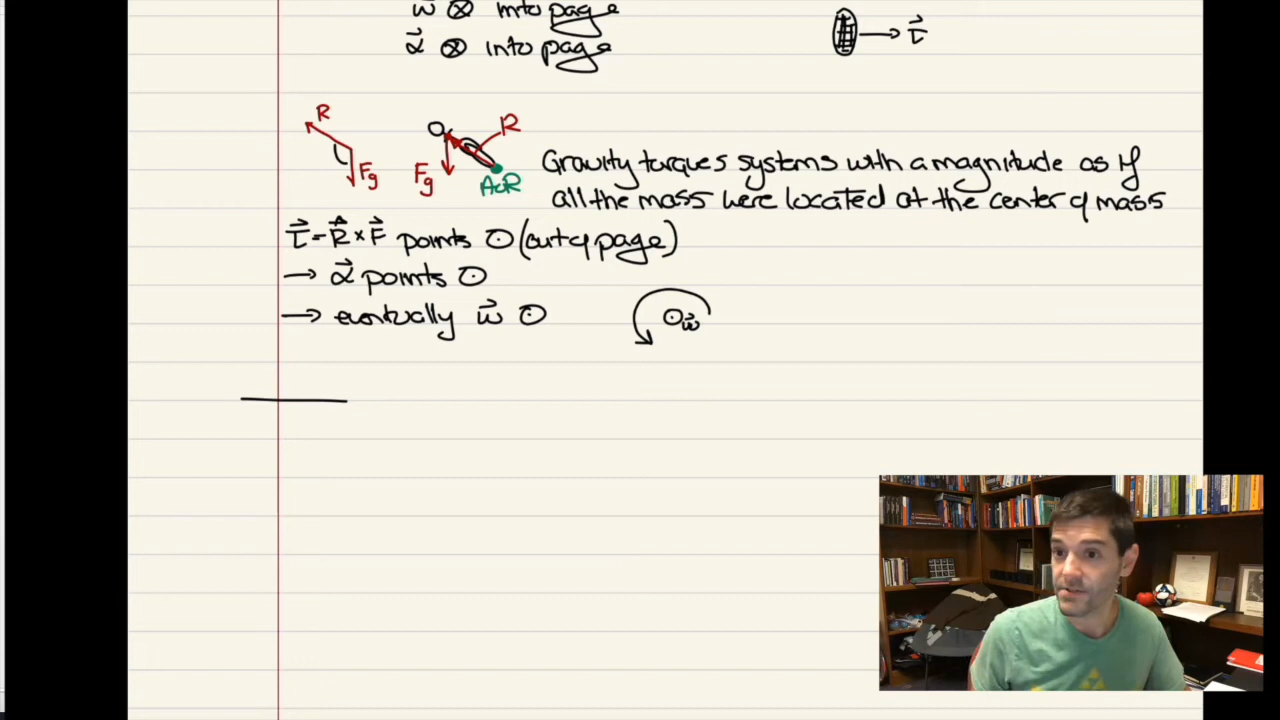 ω⃗ ⊗ into page
α⃗ ⊗ into page
→ τ⃗
R
Fg
R
Fg
AoR
Gravity torques systems with a magnitude as if
all the mass were located at the center of mass
τ⃗ = R⃗ × F⃗ points ⊙ (out of page)
→ α⃗ points ⊙
→ eventually ω⃗ ⊙
⊙ ω⃗